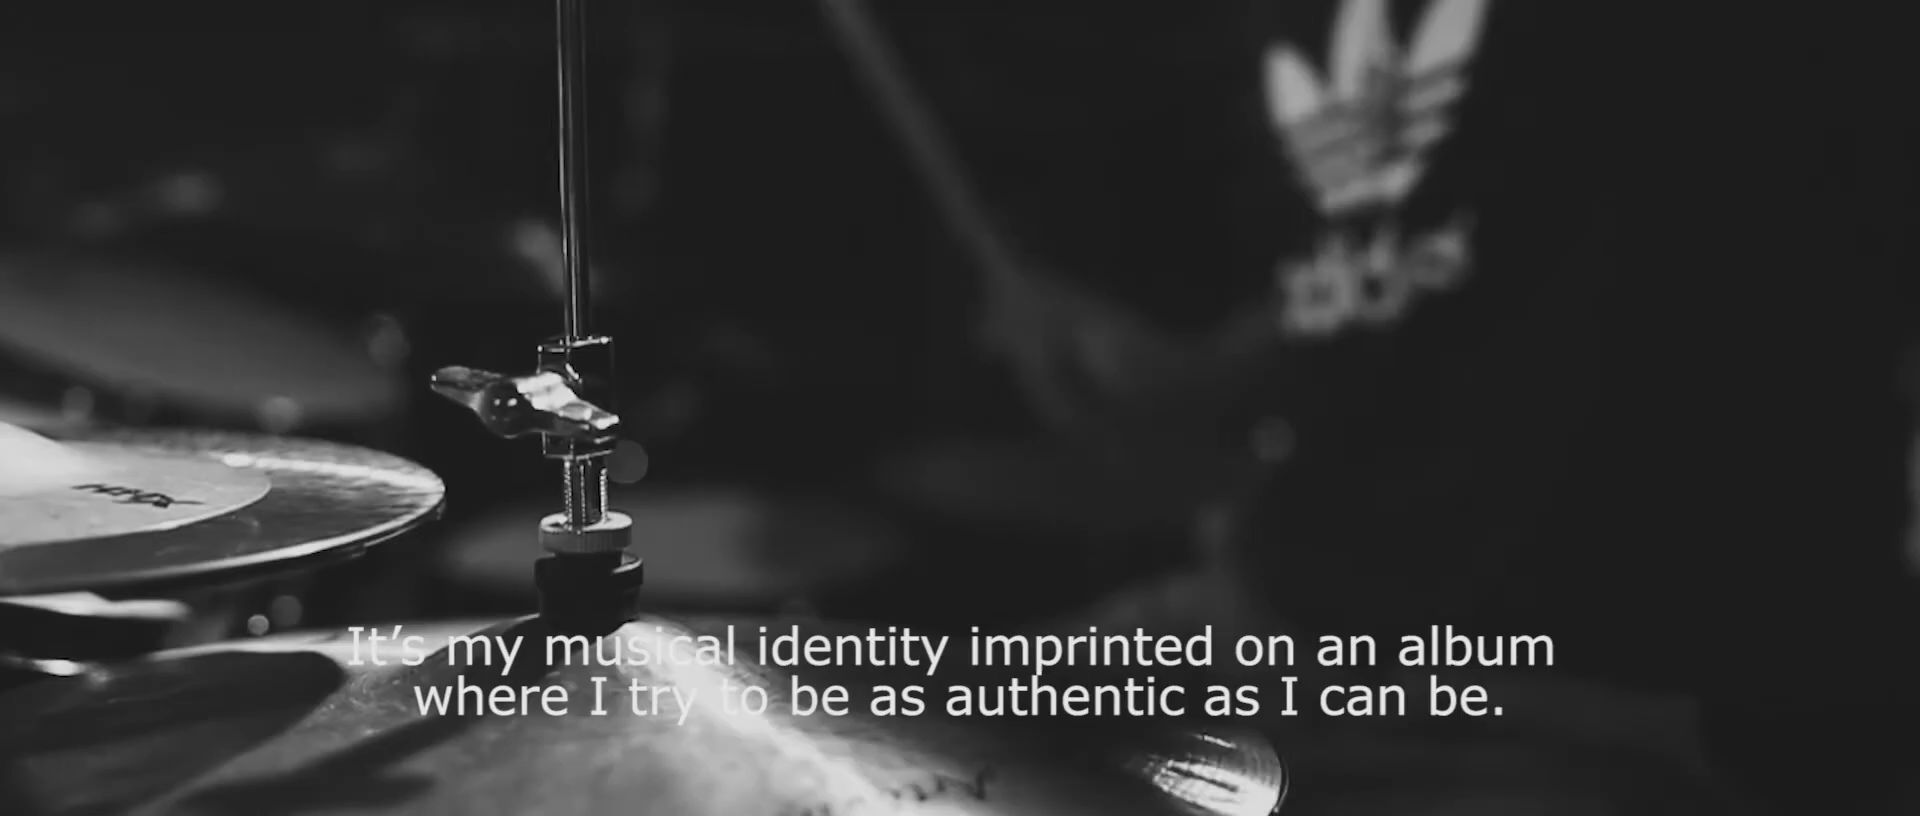 It’s my musical identity imprinted on an album
where I try to be as authentic as I can be.